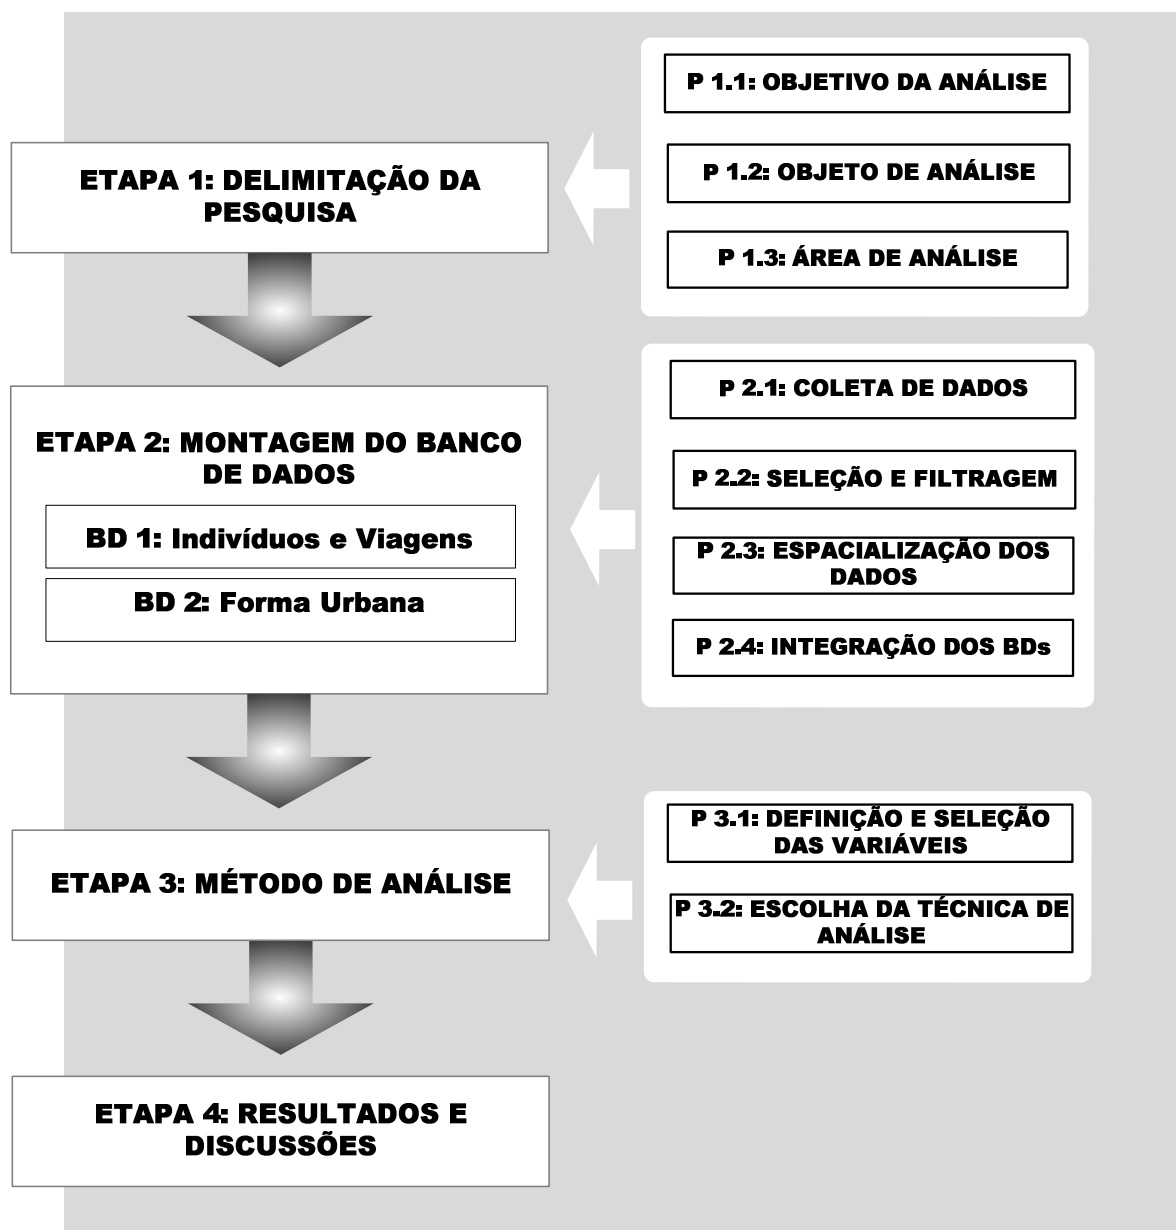 ETAPA 1: DELIMITAÇÃO DA
PESQUISA
P 1.1: OBJETIVO DA ANÁLISE
P 1.2: OBJETO DE ANÁLISE
P 1.3: ÁREA DE ANÁLISE
ETAPA 2: MONTAGEM DO BANCO
DE DADOS
BD 1: Indivíduos e Viagens
BD 2: Forma Urbana
P 2.1: COLETA DE DADOS
P 2.2: SELEÇÃO E FILTRAGEM
P 2.3: ESPACIALIZAÇÃO DOS
DADOS
P 2.4: INTEGRAÇÃO DOS BDs
ETAPA 3: MÉTODO DE ANÁLISE
P 3.1: DEFINIÇÃO E SELEÇÃO
DAS VARIÁVEIS
P 3.2: ESCOLHA DA TÉCNICA DE
ANÁLISE
ETAPA 4: RESULTADOS E
DISCUSSÕES